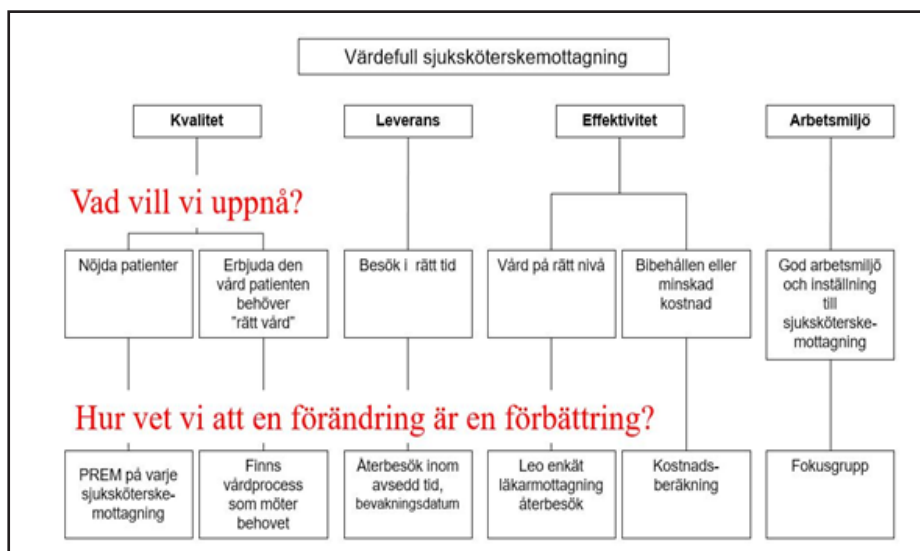 Värdefull sjuksköterskemottagning
Kvalitet
Leverans
Effektivitet
Arbetsmiljö
Vad vill vi uppnå?
Nöjda patienter
Erbjuda den
vård patienten
behöver
"rätt vård"
Besök i rätt tid
Vård på rätt nivå
Bibehållen eller
minskad
kostnad
God arbetsmiljö
och inställning
till
sjuksköterske-
mottagning
Hur vet vi att en förändring är en förbättring?
PREM på varje
sjuksköterske-
mottagning
Finns
vårdprocess
som möter
behovet
Återbesök inom
avsedd tid,
bevakningsdatum
Leo enkät
läkarmottagning
återbesök
Kostnads-
beräkning
Fokusgrupp